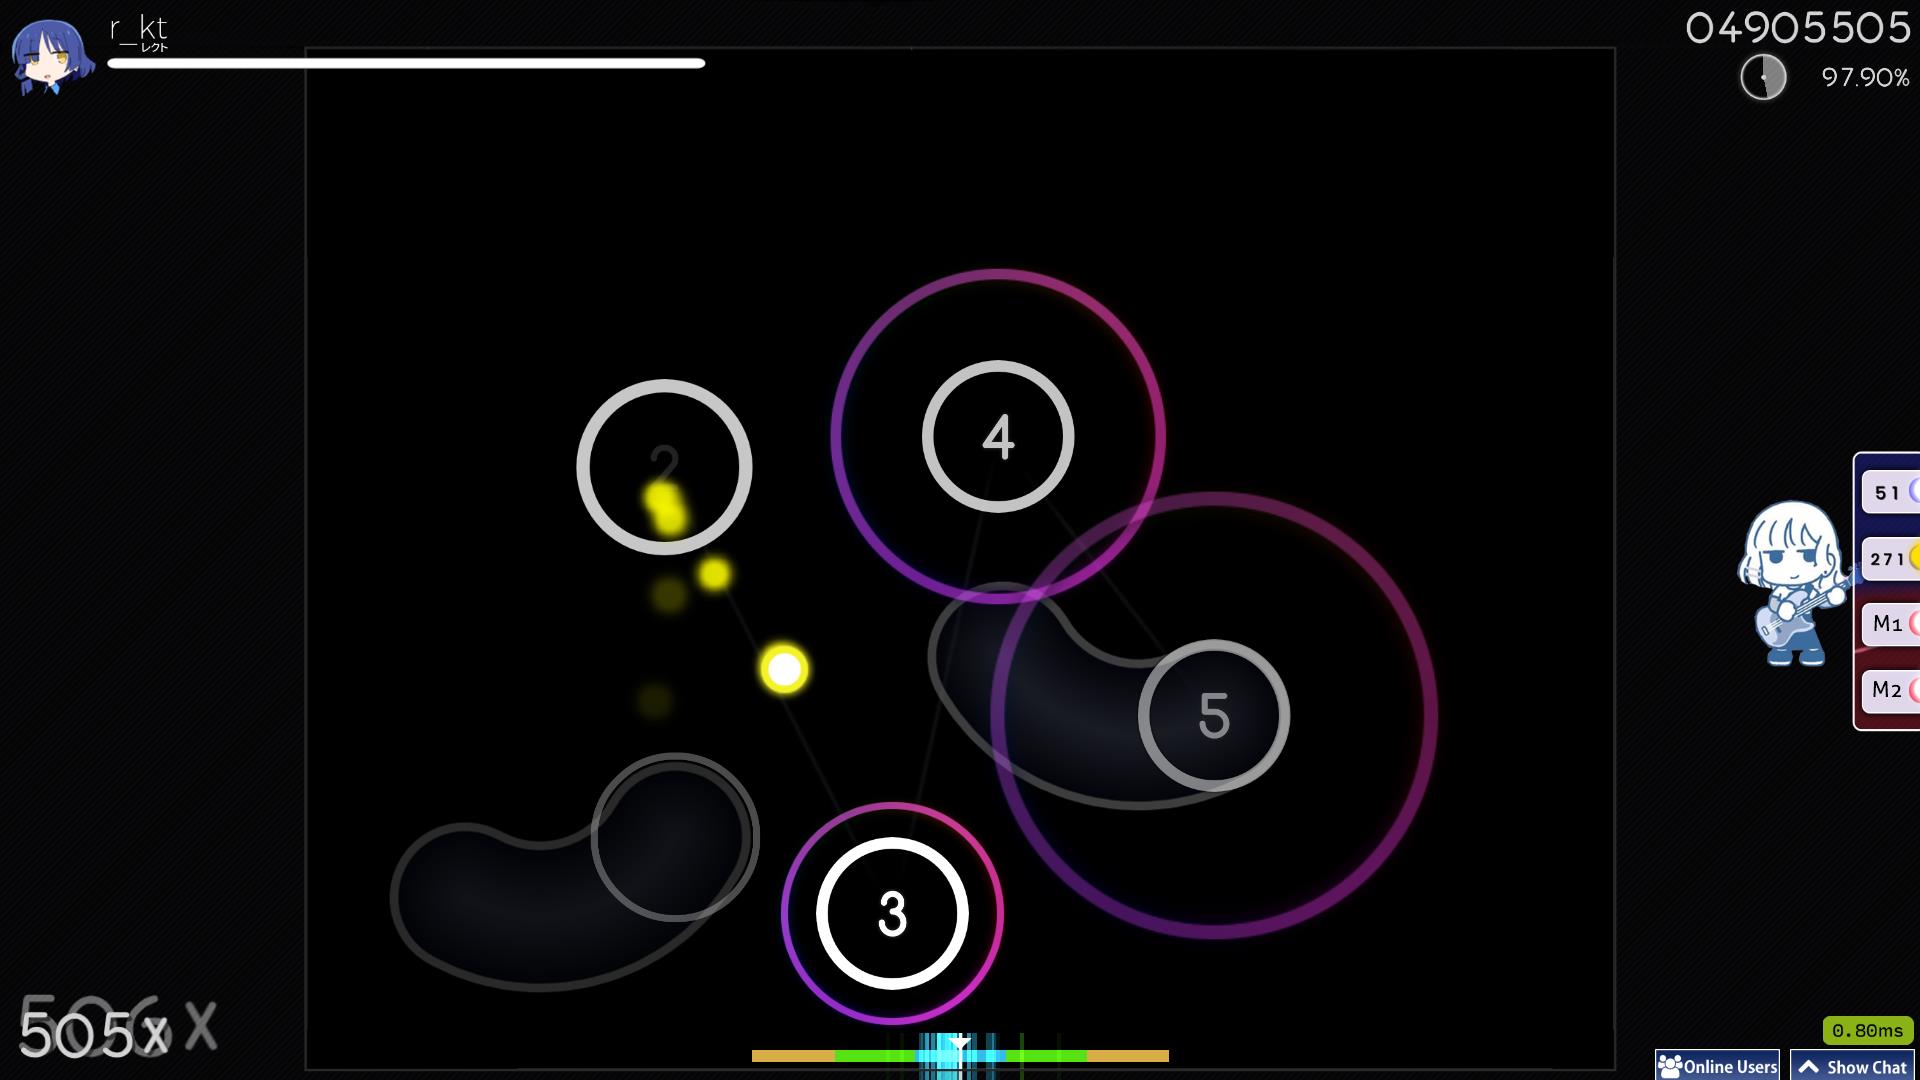 r_kt
レクト
04905505
97.90%
2
4
5
3
51
271
M1
M2
506x
505x
0.80ms
Online Users
Show Chat